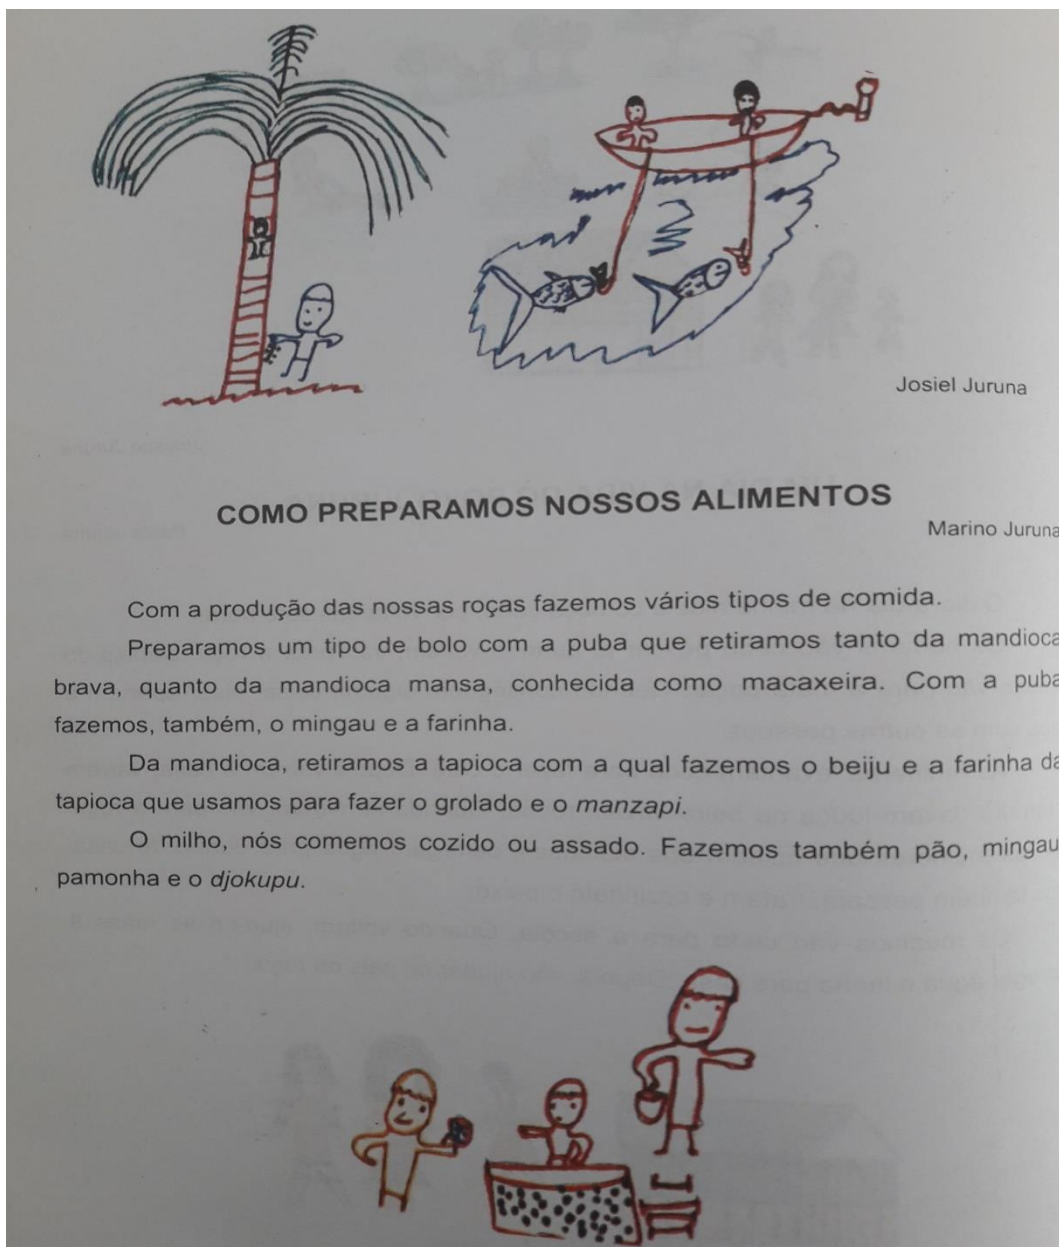 Josiel Juruna
COMO PREPARAMOS NOSSOS ALIMENTOS
Marino Juruna
Com a produção das nossas roças fazemos vários tipos de comida.
Preparamos um tipo de bolo com a puba que retiramos tanto da mandioca
brava, quanto da mandioca mansa, conhecida como macaxeira. Com a puba
fazemos, também, o mingau e a farinha.
Da mandioca, retiramos a tapioca com a qual fazemos o beiju e a farinha da
tapioca que usamos para fazer o grolado e o manzapi.
O milho, nós comemos cozido ou assado. Fazemos também pão, mingau
pamonha e o djokupu.